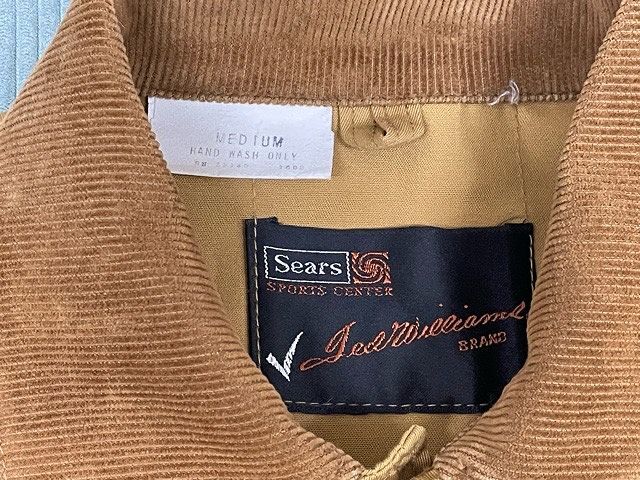 MEDIUM
HAND WASH ONLY
Sears
SPORTS CENTER
Ted Williams
BRAND